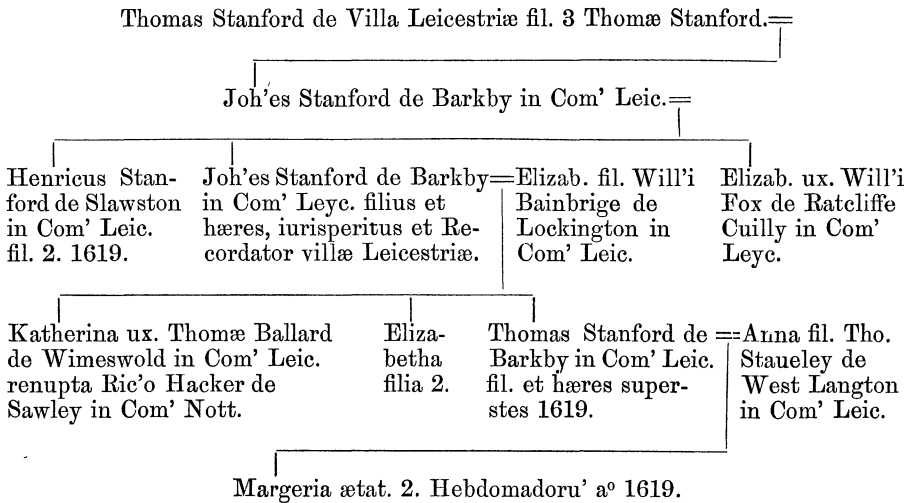 Thomas Stanford de Villa Leicestriæ fil. 3 Thomæ Stanford.=
Joh'es Stanford de Barkby in Com' Leic.=
Henricus Stan-
ford de Slawston
in Com' Leic.
fil. 2. 1619.
Joh'es Stanford de Barkby=
in Com' Leyc. filius et
hæres, iurisperitus et Re-
cordator villæ Leicestriæ.
Elizab. fil. Will'i
Bainbrige de
Lockington in
Com' Leic.
Elizab. ux. Will'i
Fox de Ratcliffe
Cuilly in Com'
Leyc.
Katherina ux. Thomæ Ballard
de Wimeswold in Com' Leic.
renupta Ric'o Hacker de
Sawley in Com' Nott.
Eliza-
betha
filia 2.
Thomas Stanford de =
Barkby in Com' Leic.
fil. et hæres super-
stes 1619.
=Anna fil. Tho.
Staueley de
West Langton
in Com' Leic.
Margeria ætat. 2. Hebdomadoru' aº 1619.